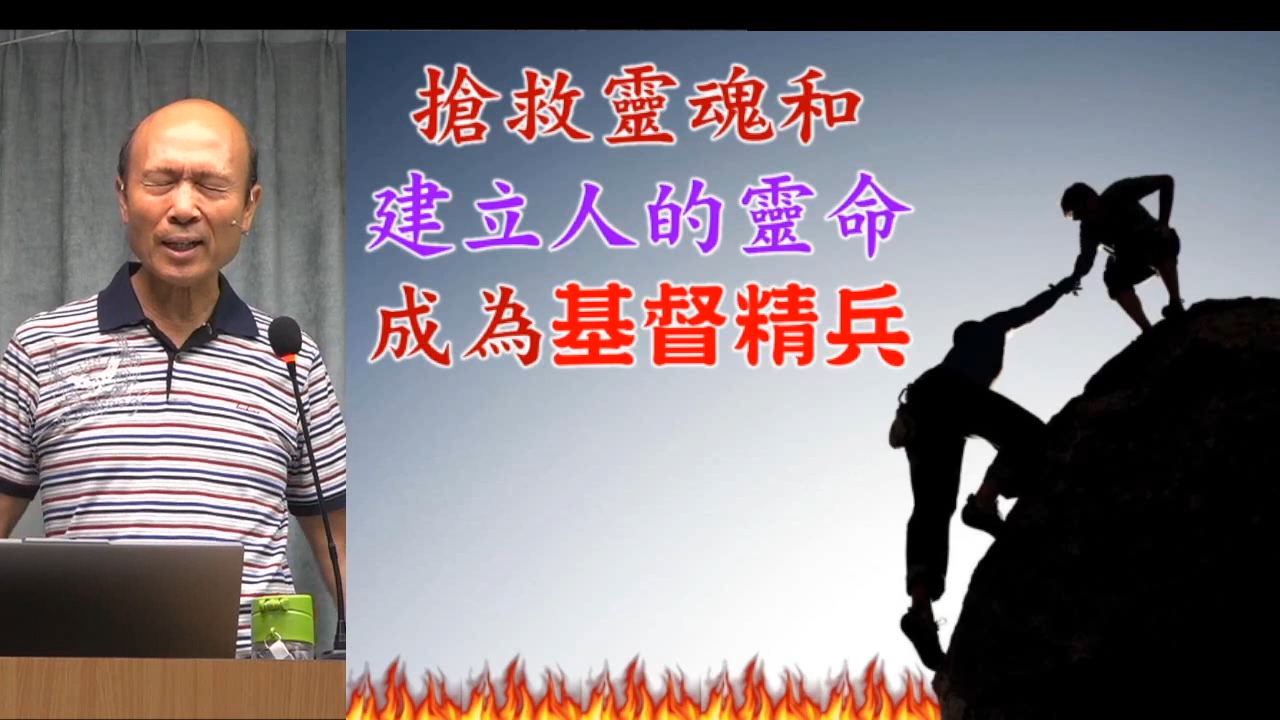 搶救靈魂和
建立人的靈命
成為基督精兵